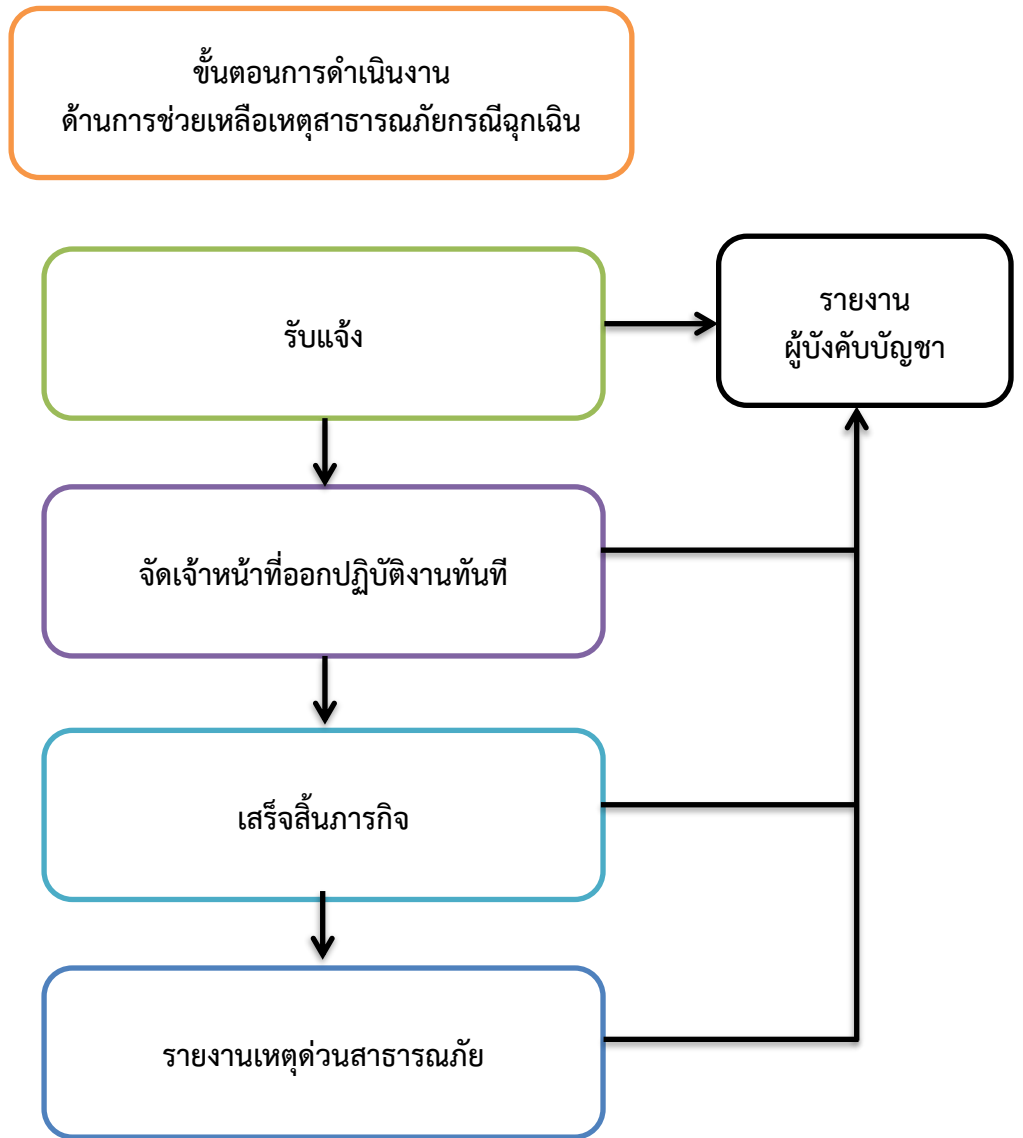 ขั้นตอนการดำเนินงาน
ด้านการช่วยเหลือเหตุสาธารณภัยกรณีฉุกเฉิน
รับแจ้ง
รายงาน
ผู้บังคับบัญชา
จัดเจ้าหน้าที่ออกปฏิบัติงานทันที
เสร็จสิ้นภารกิจ
รายงานเหตุด่วนสาธารณภัย